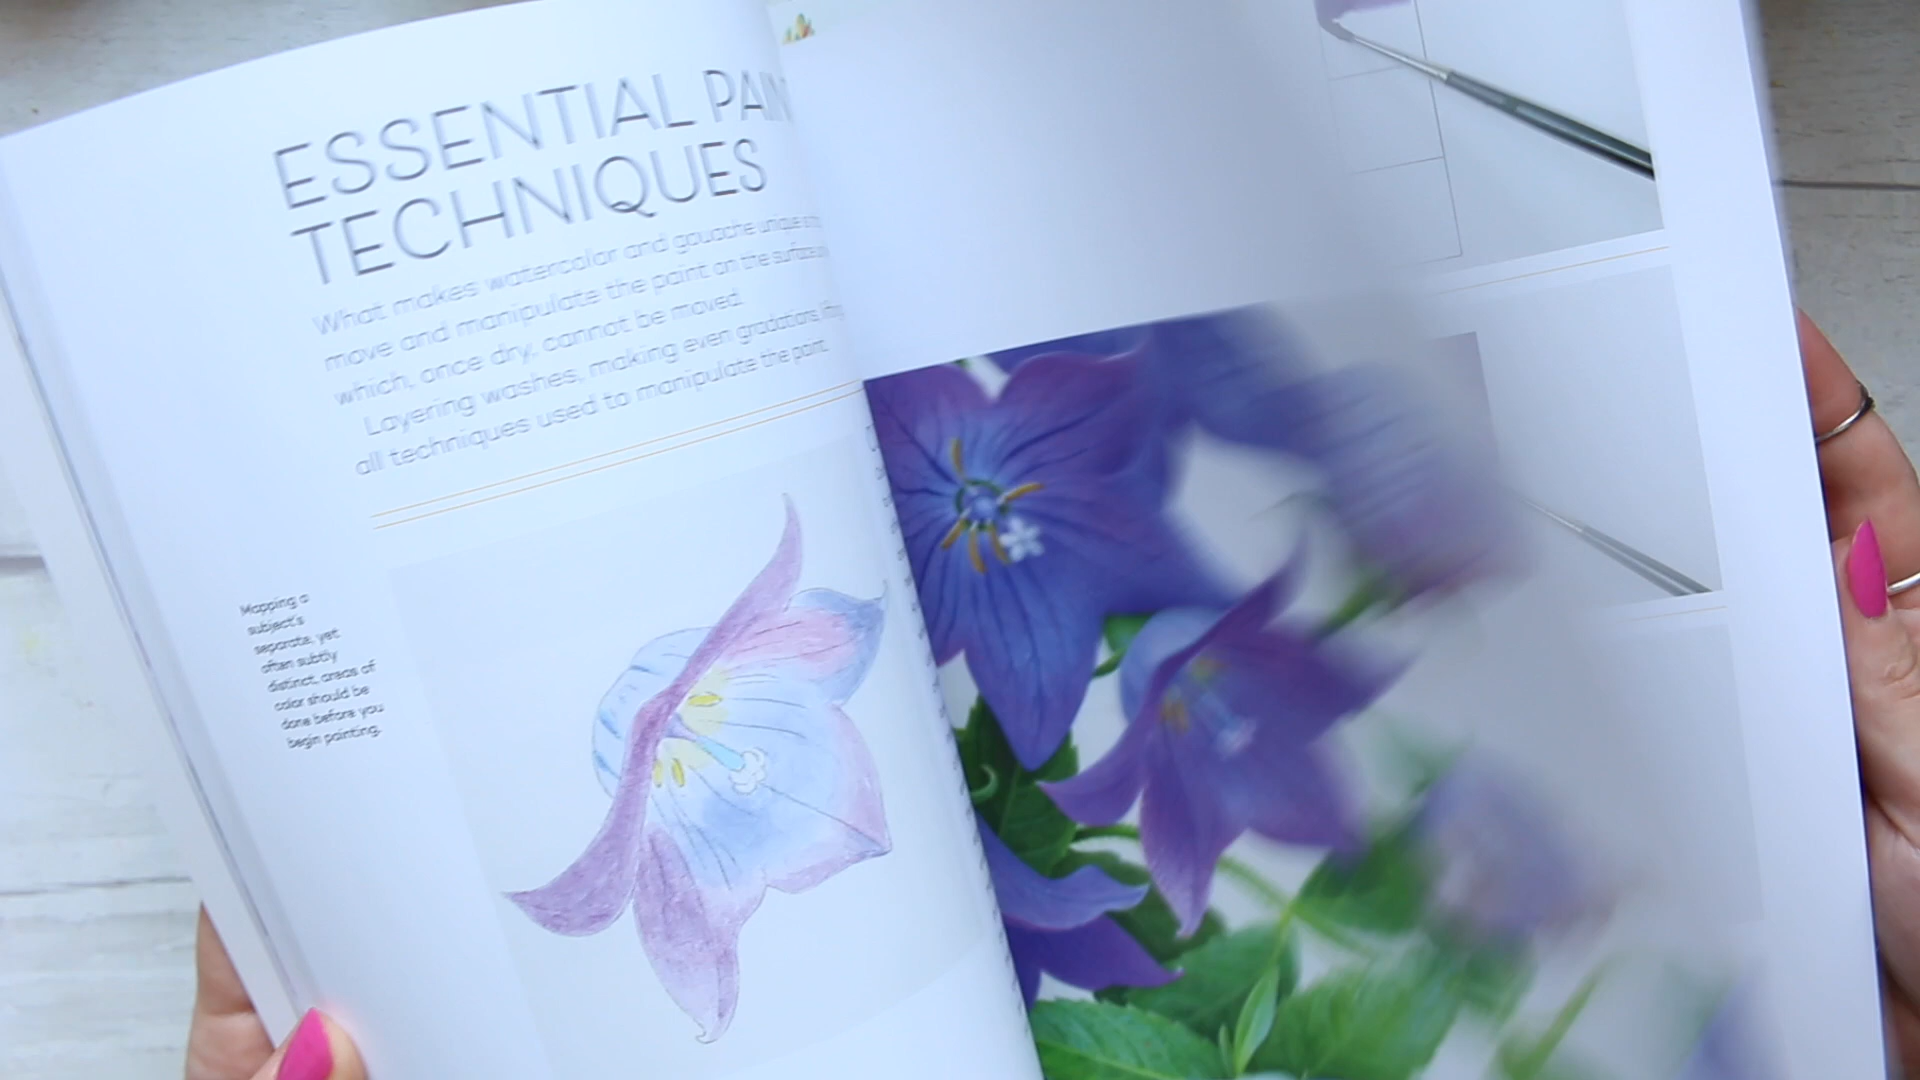 ESSENTIAL PAIN
TECHNIQUES
What makes watercolor and gouache unique
move and manipulate the paint on the surface
which, once dry, cannot be moved.
Layering washes, making even gradations,
all techniques used to manipulate the paint.
Mapping a
subject's
separate, yet
often subtly
distinct, areas of
color should be
done before you
begin painting.